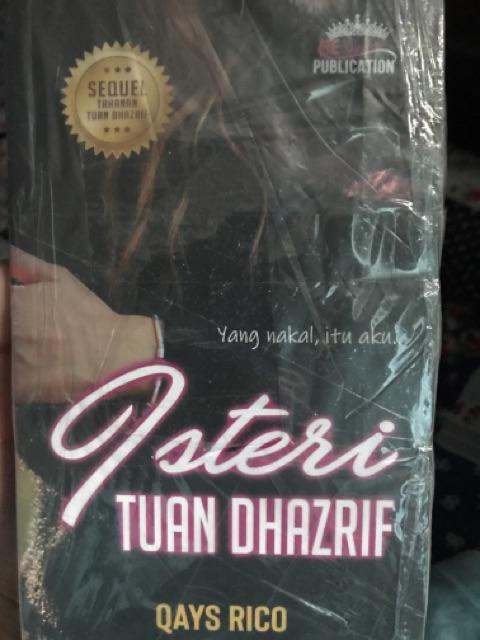 PUBLICATION
SEQUEL
TAHANAN
TUAN DHAZRIF
Yang nakal, itu aku.
Isteri
TUAN DHAZRIF
QAYS RICO